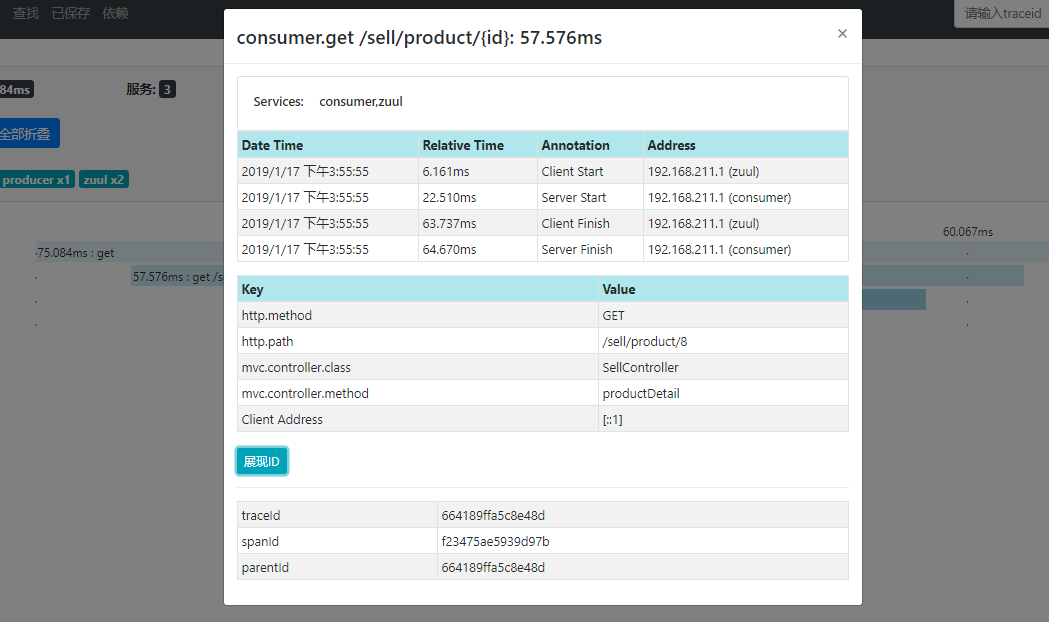 查找 已保存 依赖 请输入traceid
consumer.get /sell/product/{id}: 57.576ms ×
84ms 服务: 3
全部折叠
producer x1 zuul x2
Services: consumer,zuul
Date Time Relative Time Annotation Address
2019/1/17 下午3:55:55 6.161ms Client Start 192.168.211.1 (zuul)
2019/1/17 下午3:55:55 22.510ms Server Start 192.168.211.1 (consumer)
2019/1/17 下午3:55:55 63.737ms Client Finish 192.168.211.1 (zuul)
2019/1/17 下午3:55:55 64.670ms Server Finish 192.168.211.1 (consumer)
60.067ms
75.084ms : get
57.576ms : get /s
Key Value
http.method GET
http.path /sell/product/8
mvc.controller.class SellController
mvc.controller.method productDetail
Client Address [::1]
展现ID
traceId 664189ffa5c8e48d
spanId f23475ae5939d97b
parentId 664189ffa5c8e48d